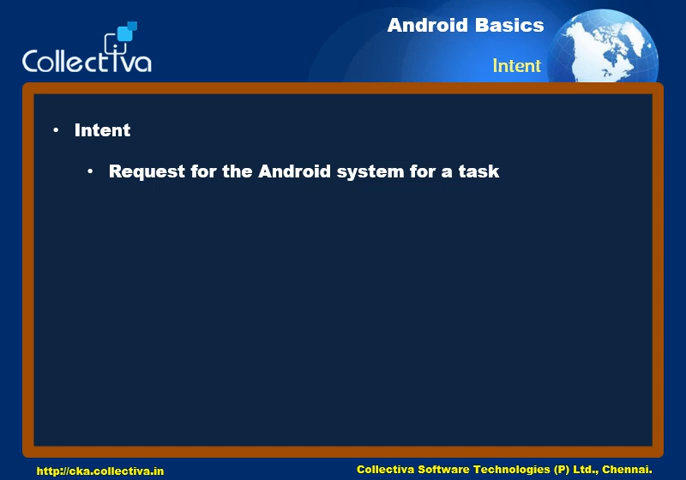 Collectiva
Android Basics
Intent
• Intent
• Request for the Android system for a task
http://cka.collectiva.in
Collectiva Software Technologies (P) Ltd., Chennai.